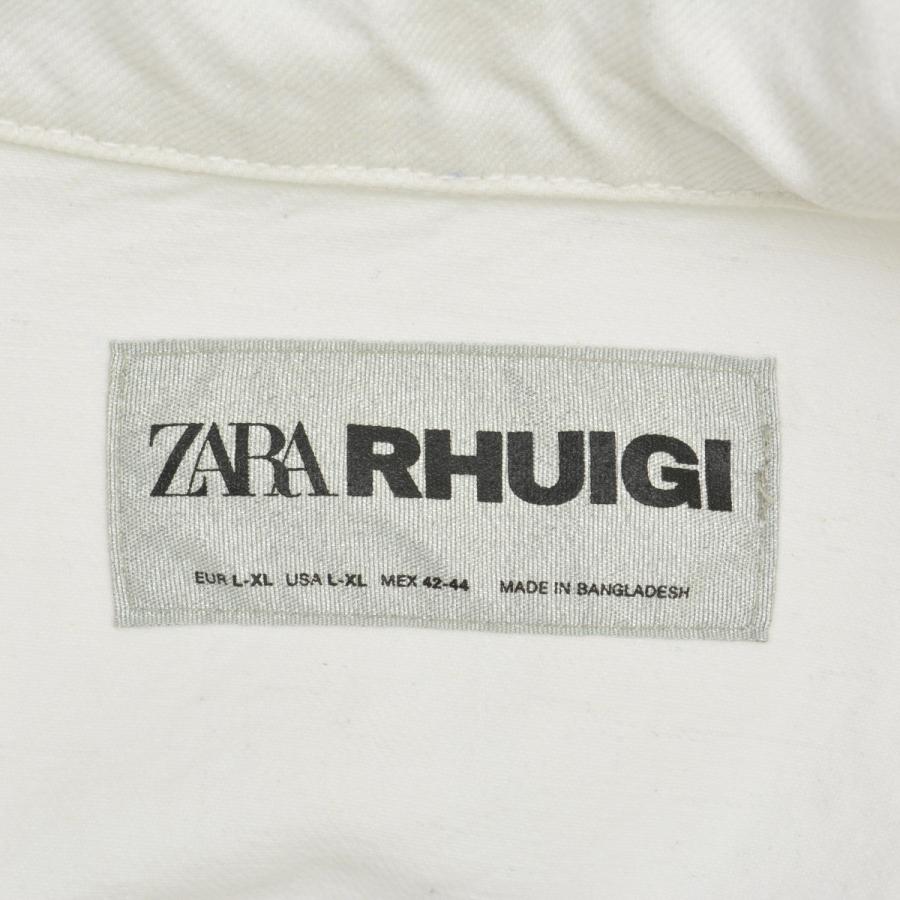 ZARA RHUIGI
EUR L-XL USA L-XL MEX 42-44 MADE IN BANGLADESH